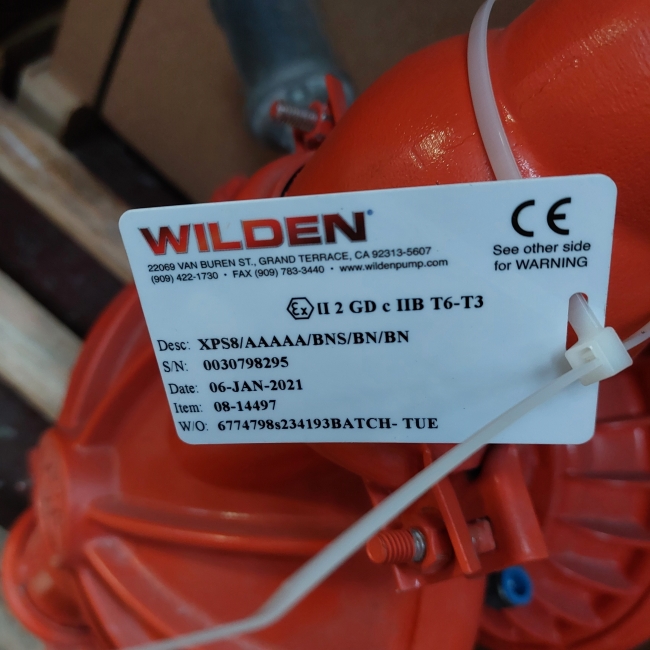 WILDEN
CE
22069 VAN BUREN ST., GRAND TERRACE, CA 92313-5607
(909) 422-1730 • FAX (909) 783-3440 • www.wildenpump.com
See other side
for WARNING
Ex II 2 GD c IIB T6-T3
Desc: XPS8/AAAAA/BNS/BN/BN
S/N: 0030798295
Date: 06-JAN-2021
Item: 08-14497
W/O: 6774798s234193BATCH- TUE